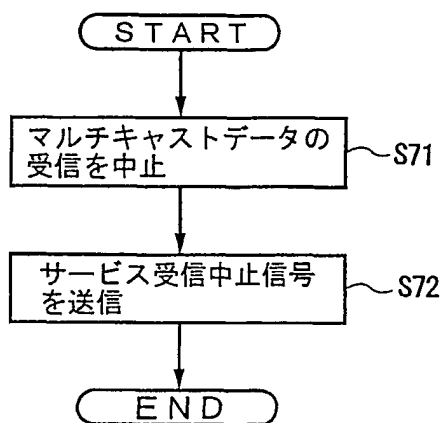 START
マルチキャストデータの
受信を中止
S71
サービス受信中止信号
を送信
S72
END